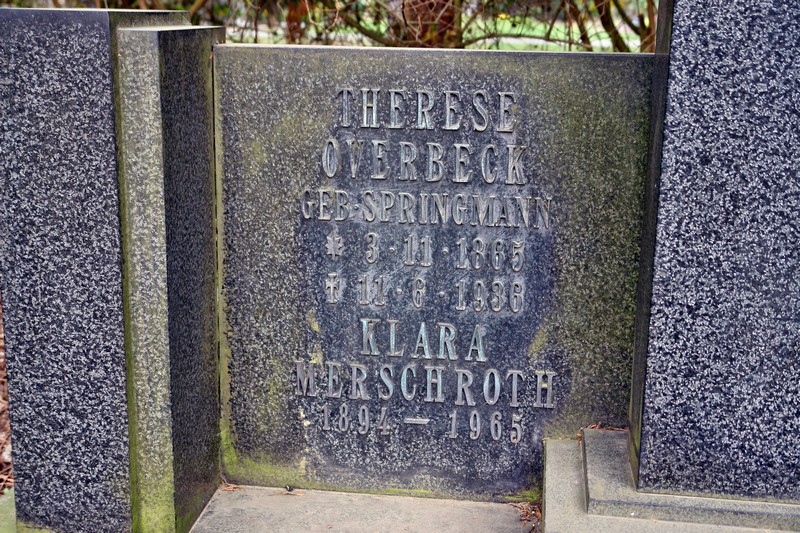 THERESE
OVERBECK
GEB·SPRINGMANN
* 3·11·1865
† 11·6·1936
KLARA
MERSCHROTH
1894 — 1965